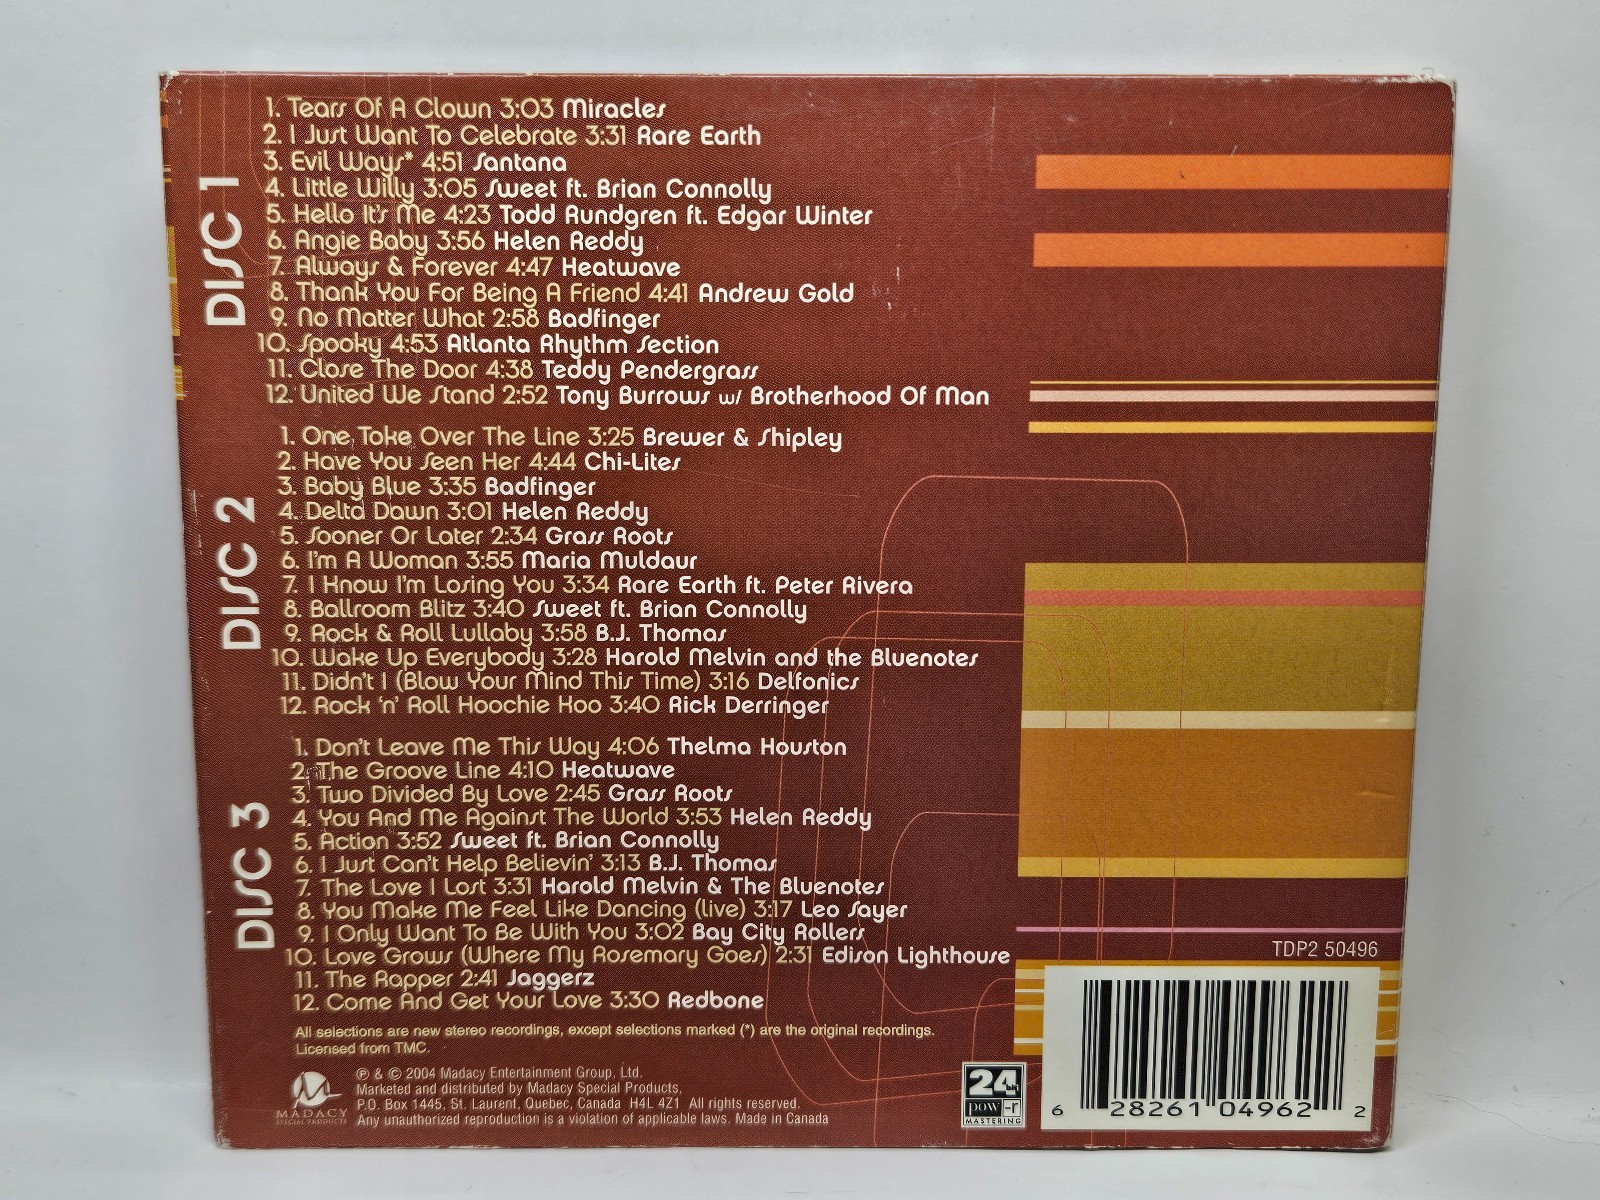 DISC 1
1. Tears Of A Clown 3:03 Miracles
2. I Just Want To Celebrate 3:31 Rare Earth
3. Evil Ways* 4:51 Santana
4. Little Willy 3:05 Sweet ft. Brian Connolly
5. Hello It's Me 4:23 Todd Rundgren ft. Edgar Winter
6. Angie Baby 3:56 Helen Reddy
7. Always & Forever 4:47 Heatwave
8. Thank You For Being A Friend 4:41 Andrew Gold
9. No Matter What 2:58 Badfinger
10. Spooky 4:53 Atlanta Rhythm Section
11. Close The Door 4:38 Teddy Pendergrass
12. United We Stand 2:52 Tony Burrows w/ Brotherhood Of Man
DISC 2
1. One Toke Over The Line 3:25 Brewer & Shipley
2. Have You Seen Her 4:44 Chi-Lites
3. Baby Blue 3:35 Badfinger
4. Delta Dawn 3:01 Helen Reddy
5. Sooner Or Later 2:34 Grass Roots
6. I'm A Woman 3:55 Maria Muldaur
7. I Know I'm Losing You 3:34 Rare Earth ft. Peter Rivera
8. Ballroom Blitz 3:40 Sweet ft. Brian Connolly
9. Rock & Roll Lullaby 3:58 B.J. Thomas
10. Wake Up Everybody 3:28 Harold Melvin and the Bluenotes
11. Didn't I (Blow Your Mind This Time) 3:16 Delfonics
12. Rock 'n' Roll Hoochie Koo 3:40 Rick Derringer
DISC 3
1. Don't Leave Me This Way 4:06 Thelma Houston
2. The Groove Line 4:10 Heatwave
3. Two Divided By Love 2:45 Grass Roots
4. You And Me Against The World 3:53 Helen Reddy
5. Action 3:52 Sweet ft. Brian Connolly
6. I Just Can't Help Believin' 3:13 B.J. Thomas
7. The Love I Lost 3:31 Harold Melvin & The Bluenotes
8. You Make Me Feel Like Dancing (live) 3:17 Leo Sayer
9. I Only Want To Be With You 3:02 Bay City Rollers
10. Love Grows (Where My Rosemary Goes) 2:31 Edison Lighthouse
11. The Rapper 2:41 Jaggerz
12. Come And Get Your Love 3:30 Redbone
All selections are new stereo recordings, except selections marked (*) are the original recordings.
Licensed from TMC.
MADACY
SPECIAL PRODUCTS
℗ & © 2004 Madacy Entertainment Group, Ltd.
Marketed and distributed by Madacy Special Products,
P.O. Box 1445, St. Laurent, Quebec, Canada H4L 4Z1 All rights reserved.
Any unauthorized reproduction is a violation of applicable laws. Made in Canada
24 bit
pow-r
MASTERING
TDP2 50496
6 28261 04962 2